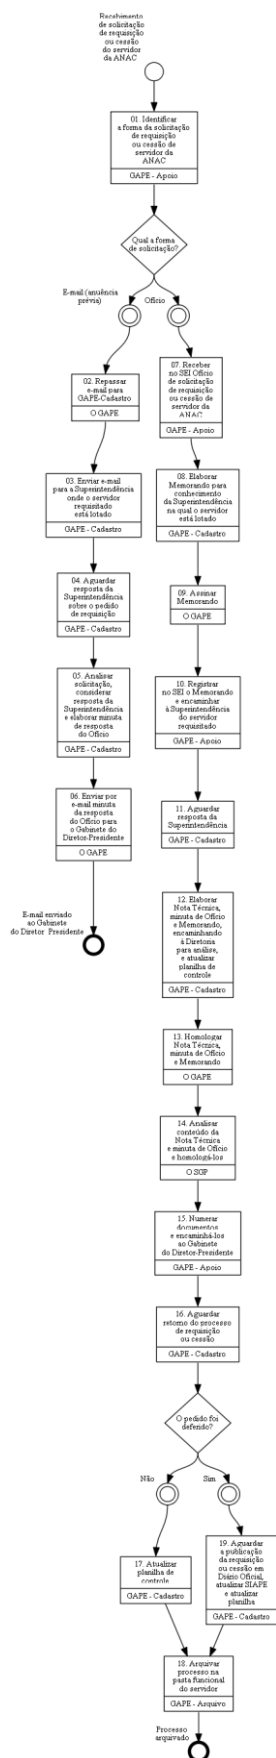 Recebimento
de solicitação
de requisição
ou cessão
do servidor
da ANAC
01. Identificar
a forma da solicitação
de requisição
ou cessão de
servidor da
ANAC
GAPE - Apoio
Qual a forma
de solicitação?
E-mail (anuência
prévia)
Ofício
02. Repassar
e-mail para
GAPE-Cadastro
O GAPE
07. Receber
no SEI Ofício
de solicitação
de requisição
ou cessão de
servidor da
ANAC
GAPE - Apoio
03. Enviar e-mail
para a Superintendência
onde o servidor
requisitado
está lotado
GAPE - Cadastro
08. Elaborar
Memorando para
conhecimento
da Superintendência
na qual o servidor
está lotado
GAPE - Cadastro
04. Aguardar
resposta da
Superintendência
sobre o pedido
de requisição
GAPE - Cadastro
09. Assinar
Memorando
O GAPE
05. Analisar
solicitação,
considerar
resposta da
Superintendência
e elaborar minuta
de resposta
do Ofício
GAPE - Cadastro
10. Registrar
no SEI o Memorando
e encaminhar
à Superintendência
do servidor
requisitado
GAPE - Apoio
06. Enviar por
e-mail minuta
da resposta
do Ofício para
o Gabinete do
Diretor-Presidente
O GAPE
11. Aguardar
resposta da
Superintendência
GAPE - Cadastro
E-mail enviado
ao Gabinete
do Diretor Presidente
12. Elaborar
Nota Técnica,
minuta de Ofício
e Memorando,
encaminhando
à Diretoria
para análise,
e atualizar
planilha de
controle
GAPE - Cadastro
13. Homologar
Nota Técnica,
minuta de Ofício
e Memorando
O GAPE
14. Analisar
conteúdo da
Nota Técnica
e minuta de Ofício
e homologá-los
O SGP
15. Numerar
documentos
e encaminhá-los
ao Gabinete
do Diretor-Presidente
GAPE - Apoio
16. Aguardar
retorno do processo
de requisição
ou cessão
GAPE - Cadastro
O pedido foi
deferido?
Não
Sim
17. Atualizar
planilha de
controle
GAPE - Cadastro
19. Aguardar
a publicação
da requisição
ou cessão em
Diário Oficial,
atualizar SIAPE
e atualizar
planilha
GAPE - Cadastro
18. Arquivar
processo na
pasta funcional
do servidor
GAPE - Arquivo
Processo
arquivado